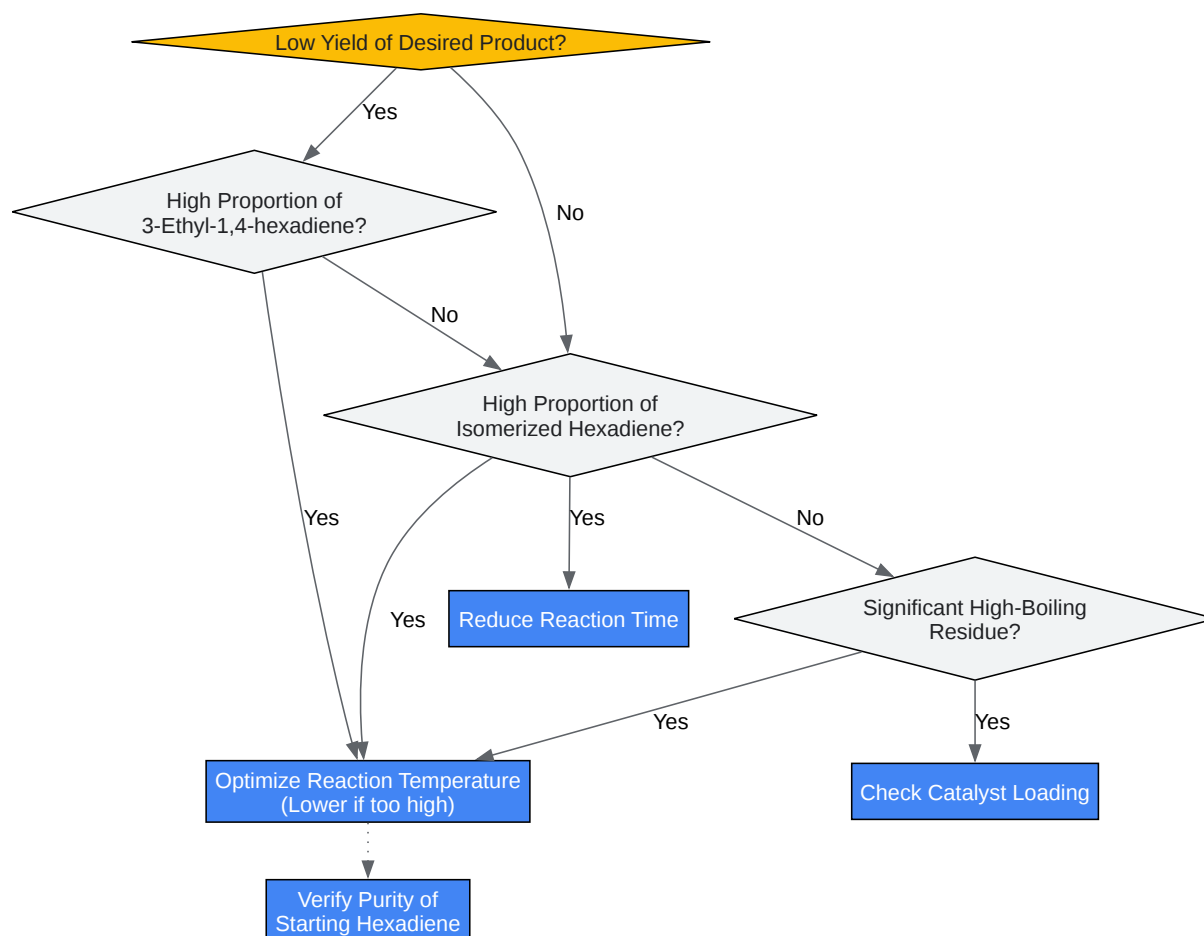 Low Yield of Desired Product?
Yes
High Proportion of
3-Ethyl-1,4-hexadiene?
No
No
High Proportion of
Isomerized Hexadiene?
Yes
Yes
No
Yes
Reduce Reaction Time
Significant High-Boiling
Residue?
Yes
Yes
Optimize Reaction Temperature
(Lower if too high)
Check Catalyst Loading
Verify Purity of
Starting Hexadiene